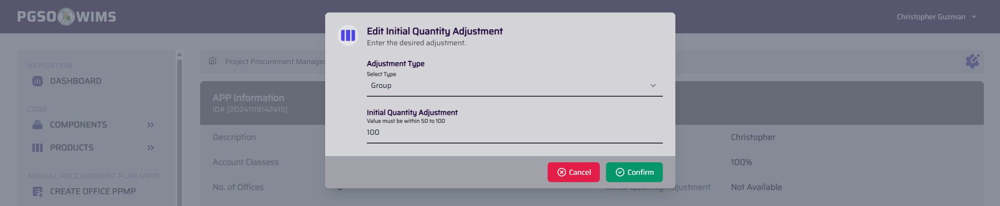 PGSO WIMS
Christopher Guzman
Edit Initial Quantity Adjustment
Enter the desired adjustment.
Adjustment Type
Select Type
Group
Initial Quantity Adjustment
Value must be within 50 to 100
100
Cancel
Confirm
NAVIGATION
DASHBOARD
CORE
COMPONENTS
PRODUCTS
ANNUAL PROCUREMENT PLAN (APP)
CREATE OFFICE PPMP
Project Procurement Manager
APP Information
ID# [20241119142415]
Description
Christopher
Account Classess
100%
No. of Offices
Initial Quantity Adjustment
Not Available